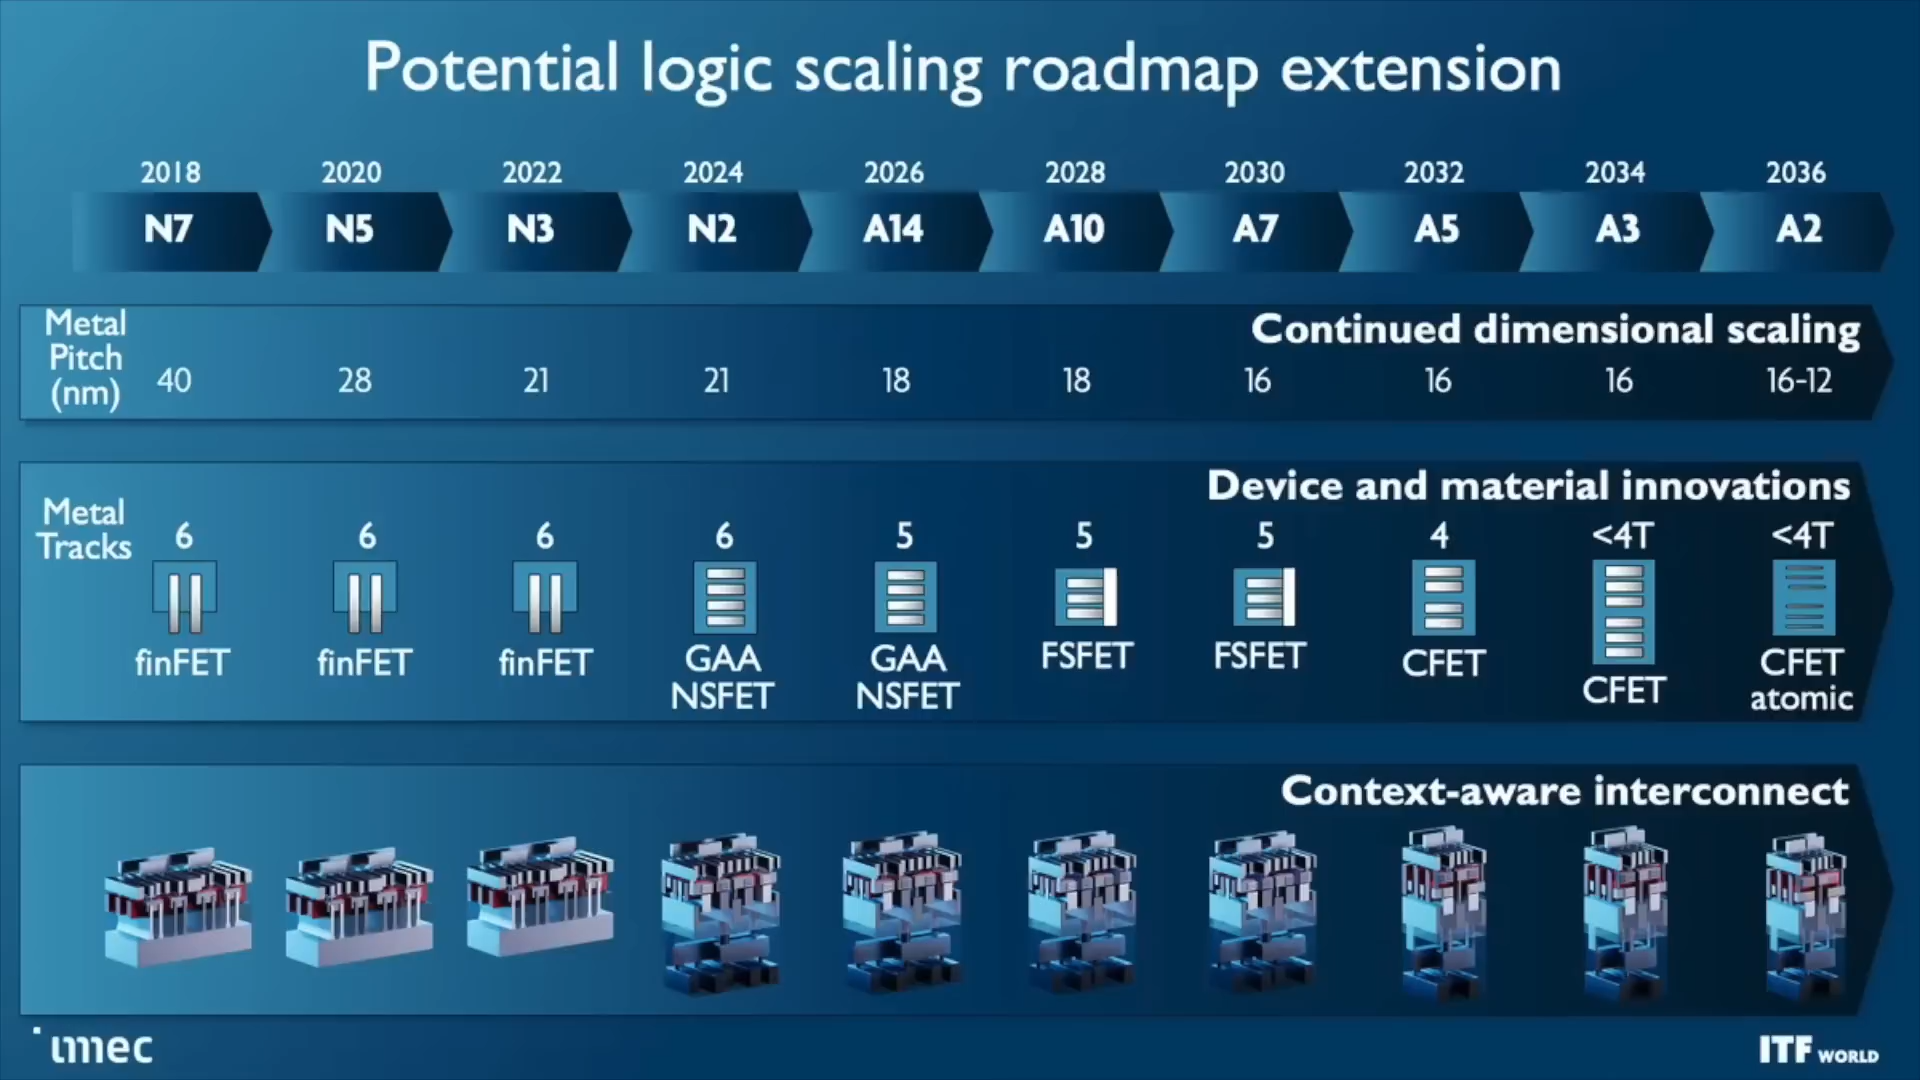 Potential logic scaling roadmap extension
2018 2020 2022 2024 2026 2028 2030 2032 2034 2036
N7 N5 N3 N2 A14 A10 A7 A5 A3 A2
Continued dimensional scaling
Metal
Pitch
(nm)
40 28 21 21 18 18 16 16 16 16-12
Device and material innovations
Metal
Tracks
6 6 6 6 5 5 5 4 <4T <4T
finFET finFET finFET GAA GAA FSFET FSFET CFET CFET CFET
NSFET NSFET atomic
Context-aware interconnect
imec
ITF WORLD